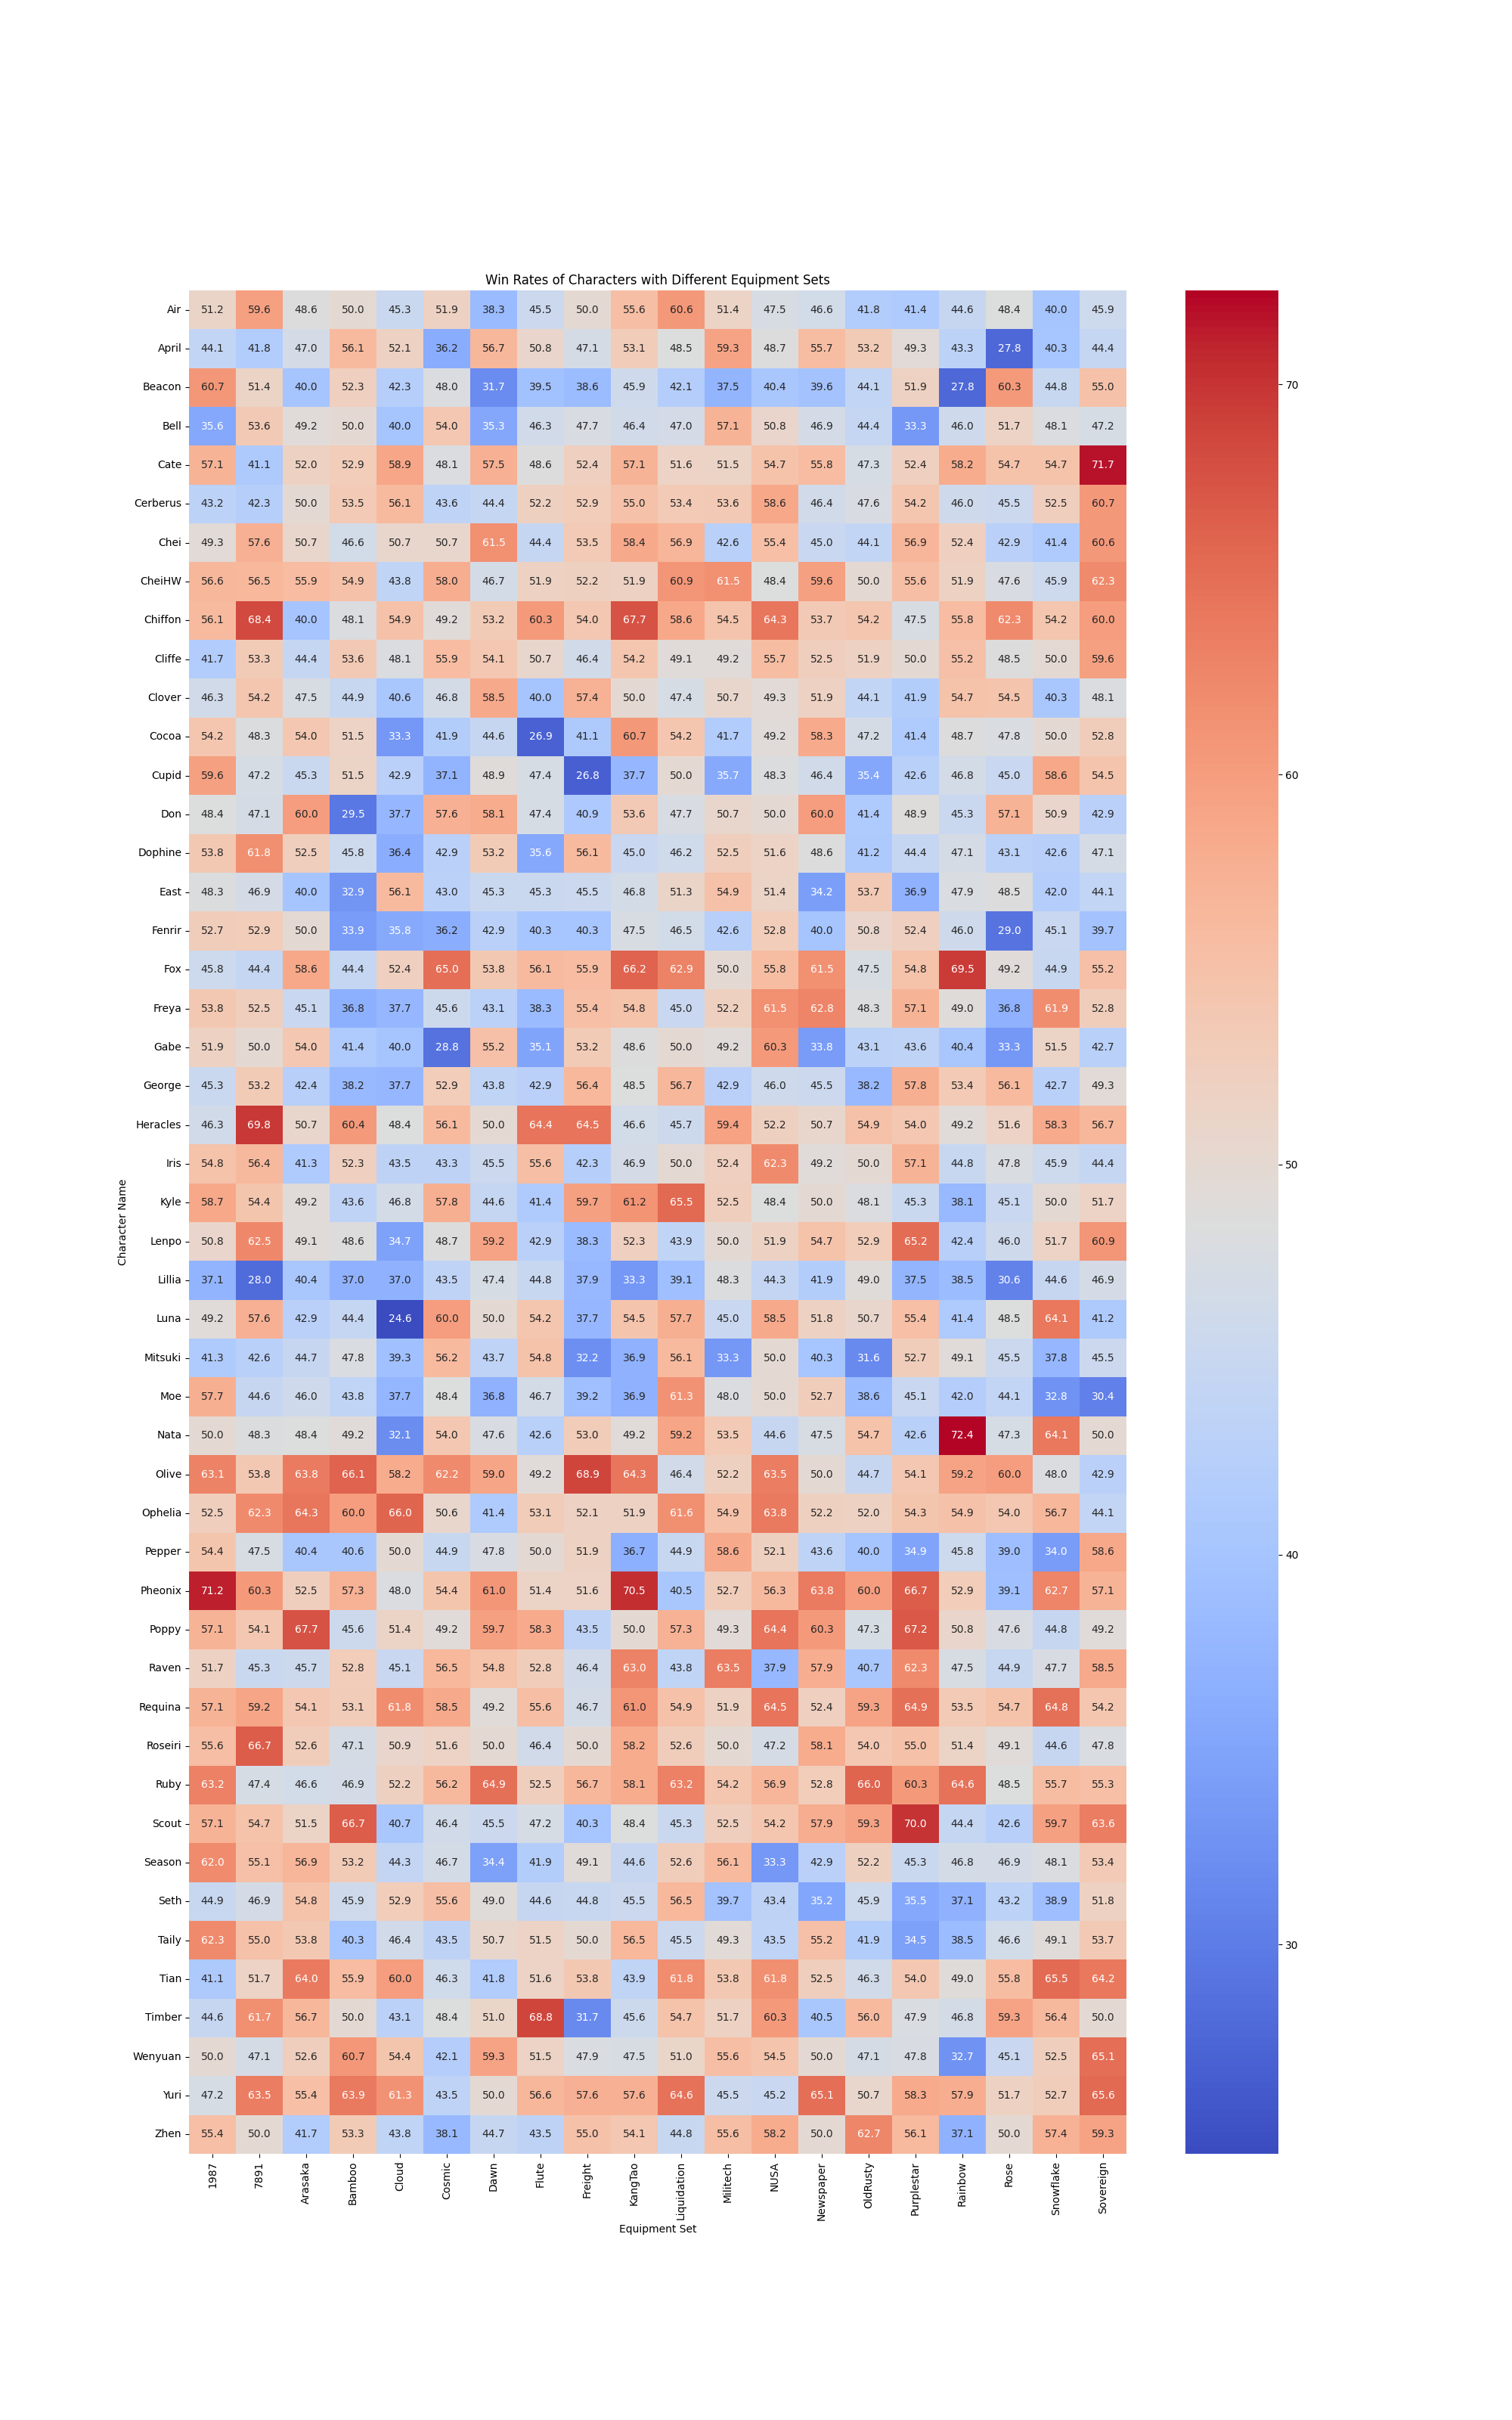 Win Rates of Characters with Different Equipment Sets
Air 51.2 59.6 48.6 50.0 45.3 51.9 38.3 45.5 50.0 55.6 60.6 51.4 47.5 46.6 41.8 41.4 44.6 48.4 40.0 45.9
April 44.1 41.8 47.0 56.1 52.1 36.2 56.7 50.8 47.1 53.1 48.5 59.3 48.7 55.7 53.2 49.3 43.3 27.8 40.3 44.4
Beacon 60.7 51.4 40.0 52.3 42.3 48.0 31.7 39.5 38.6 45.9 42.1 37.5 40.4 39.6 44.1 51.9 27.8 60.3 44.8 55.0
Bell 35.6 53.6 49.2 50.0 40.0 54.0 35.3 46.3 47.7 46.4 47.0 57.1 50.8 46.9 44.4 33.3 46.0 51.7 48.1 47.2
Cate 57.1 41.1 52.0 52.9 58.9 48.1 57.5 48.6 52.4 57.1 51.6 51.5 54.7 55.8 47.3 52.4 58.2 54.7 54.7 71.7
Cerberus 43.2 42.3 50.0 53.5 56.1 43.6 44.4 52.2 52.9 55.0 53.4 53.6 58.6 46.4 47.6 54.2 46.0 45.5 52.5 60.7
Chei 49.3 57.6 50.7 46.6 50.7 50.7 61.5 44.4 53.5 58.4 56.9 42.6 55.4 45.0 44.1 56.9 52.4 42.9 41.4 60.6
CheiHW 56.6 56.5 55.9 54.9 43.8 58.0 46.7 51.9 52.2 51.9 60.9 61.5 48.4 59.6 50.0 55.6 51.9 47.6 45.9 62.3
Chiffon 56.1 68.4 40.0 48.1 54.9 49.2 53.2 60.3 54.0 67.7 58.6 54.5 64.3 53.7 54.2 47.5 55.8 62.3 54.2 60.0
Cliffe 41.7 53.3 44.4 53.6 48.1 55.9 54.1 50.7 46.4 54.2 49.1 49.2 55.7 52.5 51.9 50.0 55.2 48.5 50.0 59.6
Clover 46.3 54.2 47.5 44.9 40.6 46.8 58.5 40.0 57.4 50.0 47.4 50.7 49.3 51.9 44.1 41.9 54.7 54.5 40.3 48.1
Cocoa 54.2 48.3 54.0 51.5 33.3 41.9 44.6 26.9 41.1 60.7 54.2 41.7 49.2 58.3 47.2 41.4 48.7 47.8 50.0 52.8
Cupid 59.6 47.2 45.3 51.5 42.9 37.1 48.9 47.4 26.8 37.7 50.0 35.7 48.3 46.4 35.4 42.6 46.8 45.0 58.6 54.5
Don 48.4 47.1 60.0 29.5 37.7 57.6 58.1 47.4 40.9 53.6 47.7 50.7 50.0 60.0 41.4 48.9 45.3 57.1 50.9 42.9
Dophine 53.8 61.8 52.5 45.8 36.4 42.9 53.2 35.6 56.1 45.0 46.2 52.5 51.6 48.6 41.2 44.4 47.1 43.1 42.6 47.1
East 48.3 46.9 40.0 32.9 56.1 43.0 45.3 45.3 45.5 46.8 51.3 54.9 51.4 34.2 53.7 36.9 47.9 48.5 42.0 44.1
Fenrir 52.7 52.9 50.0 33.9 35.8 36.2 42.9 40.3 40.3 47.5 46.5 42.6 52.8 40.0 50.8 52.4 46.0 29.0 45.1 39.7
Fox 45.8 44.4 58.6 44.4 52.4 65.0 53.8 56.1 55.9 66.2 62.9 50.0 55.8 61.5 47.5 54.8 69.5 49.2 44.9 55.2
Freya 53.8 52.5 45.1 36.8 37.7 45.6 43.1 38.3 55.4 54.8 45.0 52.2 61.5 62.8 48.3 57.1 49.0 36.8 61.9 52.8
Gabe 51.9 50.0 54.0 41.4 40.0 28.8 55.2 35.1 53.2 48.6 50.0 49.2 60.3 33.8 43.1 43.6 40.4 33.3 51.5 42.7
George 45.3 53.2 42.4 38.2 37.7 52.9 43.8 42.9 56.4 48.5 56.7 42.9 46.0 45.5 38.2 57.8 53.4 56.1 42.7 49.3
Heracles 46.3 69.8 50.7 60.4 48.4 56.1 50.0 64.4 64.5 46.6 45.7 59.4 52.2 50.7 54.9 54.0 49.2 51.6 58.3 56.7
Iris 54.8 56.4 41.3 52.3 43.5 43.3 45.5 55.6 42.3 46.9 50.0 52.4 62.3 49.2 50.0 57.1 44.8 47.8 45.9 44.4
Kyle 58.7 54.4 49.2 43.6 46.8 57.8 44.6 41.4 59.7 61.2 65.5 52.5 48.4 50.0 48.1 45.3 38.1 45.1 50.0 51.7
Lenpo 50.8 62.5 49.1 48.6 34.7 48.7 59.2 42.9 38.3 52.3 43.9 50.0 51.9 54.7 52.9 65.2 42.4 46.0 51.7 60.9
Lillia 37.1 28.0 40.4 37.0 37.0 43.5 47.4 44.8 37.9 33.3 39.1 48.3 44.3 41.9 49.0 37.5 38.5 30.6 44.6 46.9
Luna 49.2 57.6 42.9 44.4 24.6 60.0 50.0 54.2 37.7 54.5 57.7 45.0 58.5 51.8 50.7 55.4 41.4 48.5 64.1 41.2
Mitsuki 41.3 42.6 44.7 47.8 39.3 56.2 43.7 54.8 32.2 36.9 56.1 33.3 50.0 40.3 31.6 52.7 49.1 45.5 37.8 45.5
Moe 57.7 44.6 46.0 43.8 37.7 48.4 36.8 46.7 39.2 36.9 61.3 48.0 50.0 52.7 38.6 45.1 42.0 44.1 32.8 30.4
Nata 50.0 48.3 48.4 49.2 32.1 54.0 47.6 42.6 53.0 49.2 59.2 53.5 44.6 47.5 54.7 42.6 72.4 47.3 64.1 50.0
Olive 63.1 53.8 63.8 66.1 58.2 62.2 59.0 49.2 68.9 64.3 46.4 52.2 63.5 50.0 44.7 54.1 59.2 60.0 48.0 42.9
Ophelia 52.5 62.3 64.3 60.0 66.0 50.6 41.4 53.1 52.1 51.9 61.6 54.9 63.8 52.2 52.0 54.3 54.9 54.0 56.7 44.1
Pepper 54.4 47.5 40.4 40.6 50.0 44.9 47.8 50.0 51.9 36.7 44.9 58.6 52.1 43.6 40.0 34.9 45.8 39.0 34.0 58.6
Pheonix 71.2 60.3 52.5 57.3 48.0 54.4 61.0 51.4 51.6 70.5 40.5 52.7 56.3 63.8 60.0 66.7 52.9 39.1 62.7 57.1
Poppy 57.1 54.1 67.7 45.6 51.4 49.2 59.7 58.3 43.5 50.0 57.3 49.3 64.4 60.3 47.3 67.2 50.8 47.6 44.8 49.2
Raven 51.7 45.3 45.7 52.8 45.1 56.5 54.8 52.8 46.4 63.0 43.8 63.5 37.9 57.9 40.7 62.3 47.5 44.9 47.7 58.5
Requina 57.1 59.2 54.1 53.1 61.8 58.5 49.2 55.6 46.7 61.0 54.9 51.9 64.5 52.4 59.3 64.9 53.5 54.7 64.8 54.2
Roseiri 55.6 66.7 52.6 47.1 50.9 51.6 50.0 46.4 50.0 58.2 52.6 50.0 47.2 58.1 54.0 55.0 51.4 49.1 44.6 47.8
Ruby 63.2 47.4 46.6 46.9 52.2 56.2 64.9 52.5 56.7 58.1 63.2 54.2 56.9 52.8 66.0 60.3 64.6 48.5 55.7 55.3
Scout 57.1 54.7 51.5 66.7 40.7 46.4 45.5 47.2 40.3 48.4 45.3 52.5 54.2 57.9 59.3 70.0 44.4 42.6 59.7 63.6
Season 62.0 55.1 56.9 53.2 44.3 46.7 34.4 41.9 49.1 44.6 52.6 56.1 33.3 42.9 52.2 45.3 46.8 46.9 48.1 53.4
Seth 44.9 46.9 54.8 45.9 52.9 55.6 49.0 44.6 44.8 45.5 56.5 39.7 43.4 35.2 45.9 35.5 37.1 43.2 38.9 51.8
Taily 62.3 55.0 53.8 40.3 46.4 43.5 50.7 51.5 50.0 56.5 45.5 49.3 43.5 55.2 41.9 34.5 38.5 46.6 49.1 53.7
Tian 41.1 51.7 64.0 55.9 60.0 46.3 41.8 51.6 53.8 43.9 61.8 53.8 61.8 52.5 46.3 54.0 49.0 55.8 65.5 64.2
Timber 44.6 61.7 56.7 50.0 43.1 48.4 51.0 68.8 31.7 45.6 54.7 51.7 60.3 40.5 56.0 47.9 46.8 59.3 56.4 50.0
Wenyuan 50.0 47.1 52.6 60.7 54.4 42.1 59.3 51.5 47.9 47.5 51.0 55.6 54.5 50.0 47.1 47.8 32.7 45.1 52.5 65.1
Yuri 47.2 63.5 55.4 63.9 61.3 43.5 50.0 56.6 57.6 57.6 64.6 45.5 45.2 65.1 50.7 58.3 57.9 51.7 52.7 65.6
Zhen 55.4 50.0 41.7 53.3 43.8 38.1 44.7 43.5 55.0 54.1 44.8 55.6 58.2 50.0 62.7 56.1 37.1 50.0 57.4 59.3
1987 7891 Arasaka Bamboo Cloud Cosmic Dawn Flute Freight KangTao Liquidation Militech NUSA Newspaper OldRusty Purplestar Rainbow Rose Snowflake Sovereign
Equipment Set
Character Name
70
60
50
40
30